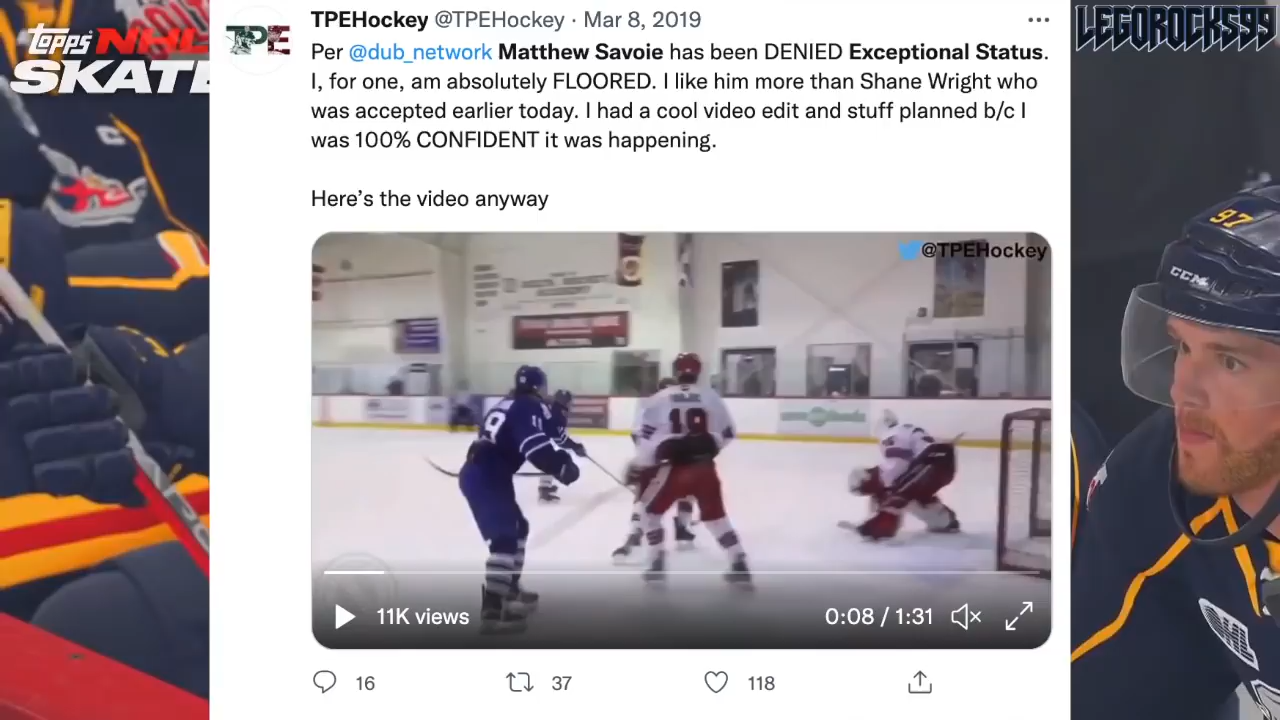 TOPPS NHL
SKATE
LEGOROCKS99
TPE
TPEHockey @TPEHockey · Mar 8, 2019
Per @dub_network Matthew Savoie has been DENIED Exceptional Status.
I, for one, am absolutely FLOORED. I like him more than Shane Wright who
was accepted earlier today. I had a cool video edit and stuff planned b/c I
was 100% CONFIDENT it was happening.
Here’s the video anyway
@TPEHockey
19
11K views
0:08 / 1:31
16
37
118
C
97
CCM
OHL